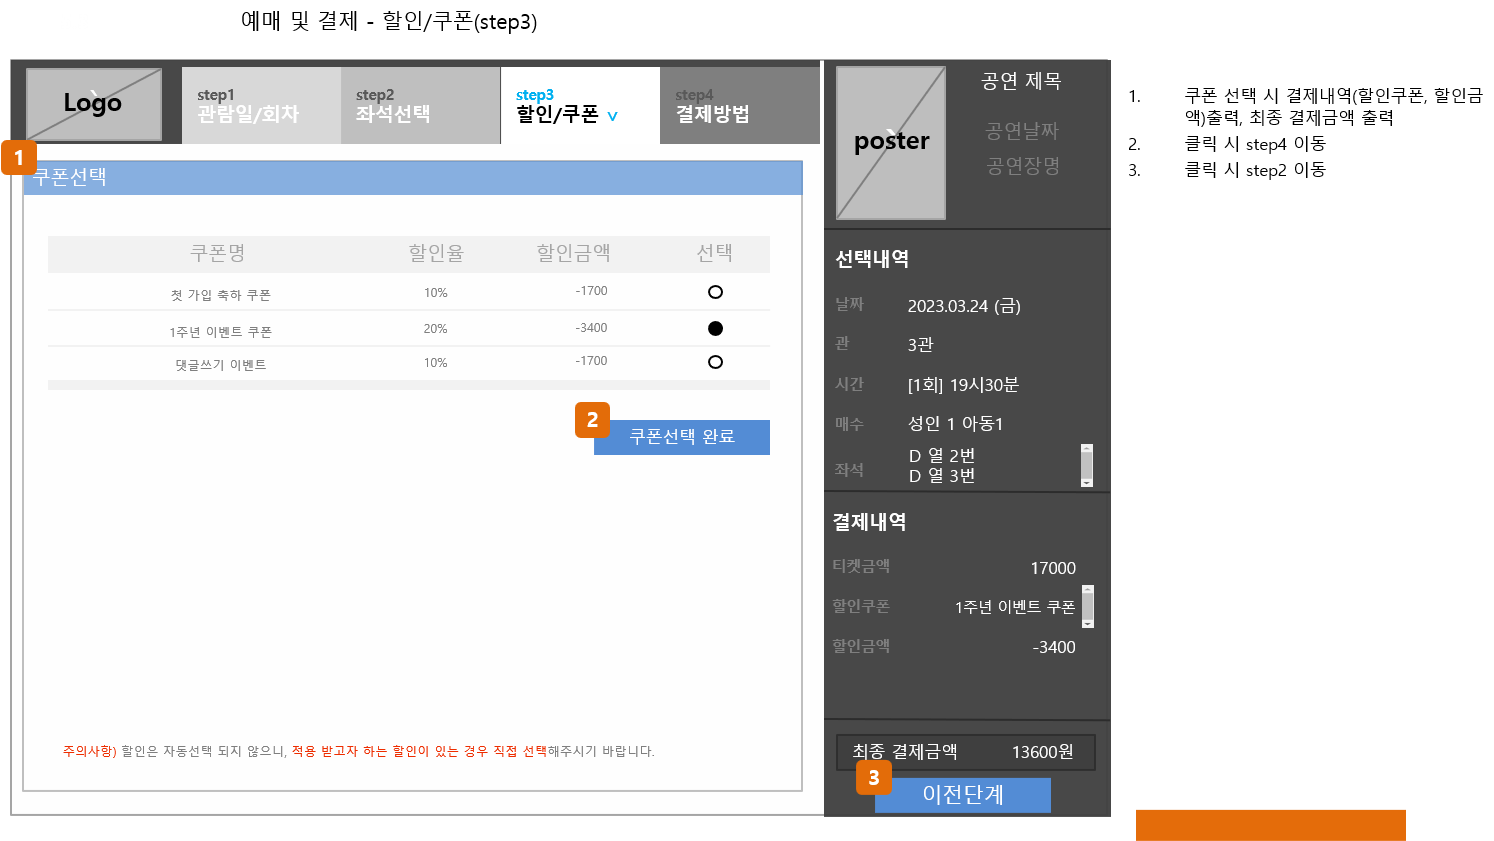 예매 및 결제 - 할인/쿠폰(step3)
Logo
step1
관람일/회차
step2
좌석선택
step3
할인/쿠폰 ∨
step4
결제방법
1
쿠폰선택
쿠폰명 할인율 할인금액 선택
첫 가입 축하 쿠폰 10% -1700
1주년 이벤트 쿠폰 20% -3400
댓글쓰기 이벤트 10% -1700
2
쿠폰선택 완료
주의사항) 할인은 자동선택 되지 않으니, 적용 받고자 하는 할인이 있는 경우 직접 선택해주시기 바랍니다.
poster
공연 제목
공연날짜
공연장명
선택내역
날짜 2023.03.24 (금)
관 3관
시간 [1회] 19시30분
매수 성인 1 아동1
좌석 D 열 2번
D 열 3번
결제내역
티켓금액 17000
할인쿠폰 1주년 이벤트 쿠폰
할인금액 -3400
최종 결제금액 13600원
3
이전단계
1. 쿠폰 선택 시 결제내역(할인쿠폰, 할인금
액)출력, 최종 결제금액 출력
2. 클릭 시 step4 이동
3. 클릭 시 step2 이동